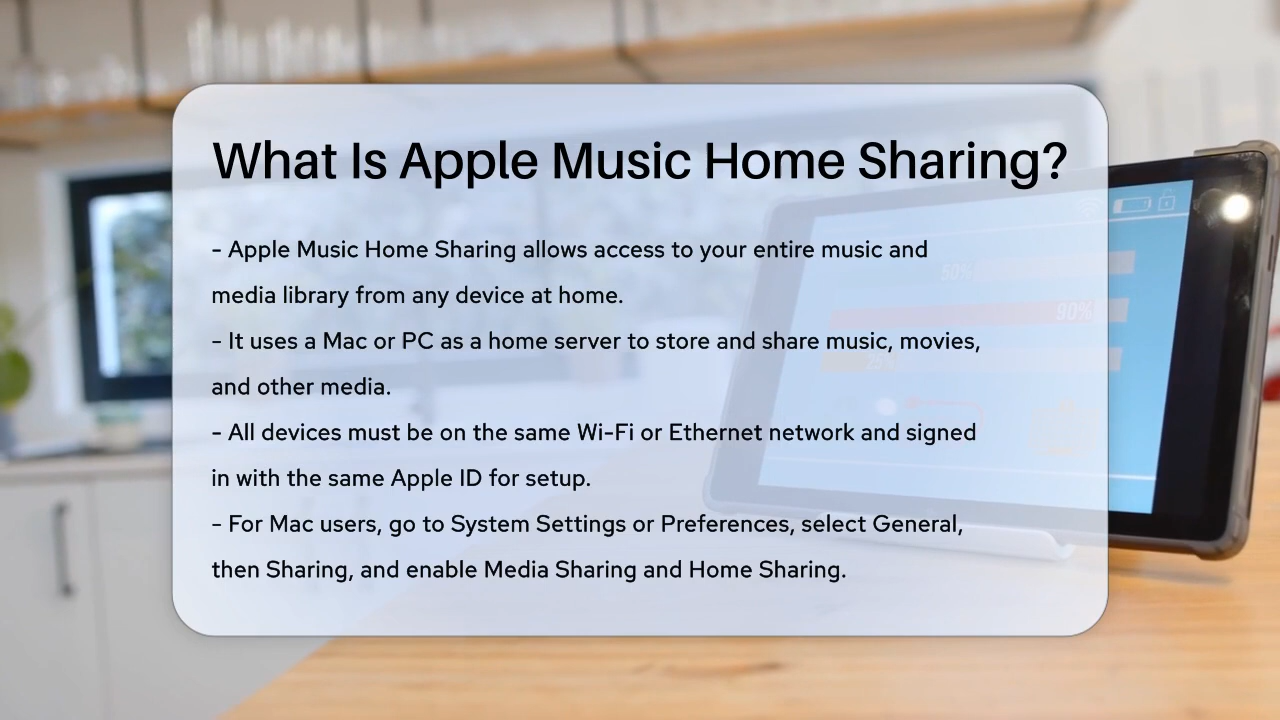 What Is Apple Music Home Sharing?
- Apple Music Home Sharing allows access to your entire music and
media library from any device at home.
- It uses a Mac or PC as a home server to store and share music, movies,
and other media.
- All devices must be on the same Wi-Fi or Ethernet network and signed
in with the same Apple ID for setup.
- For Mac users, go to System Settings or Preferences, select General,
then Sharing, and enable Media Sharing and Home Sharing.
60%
90%
25%